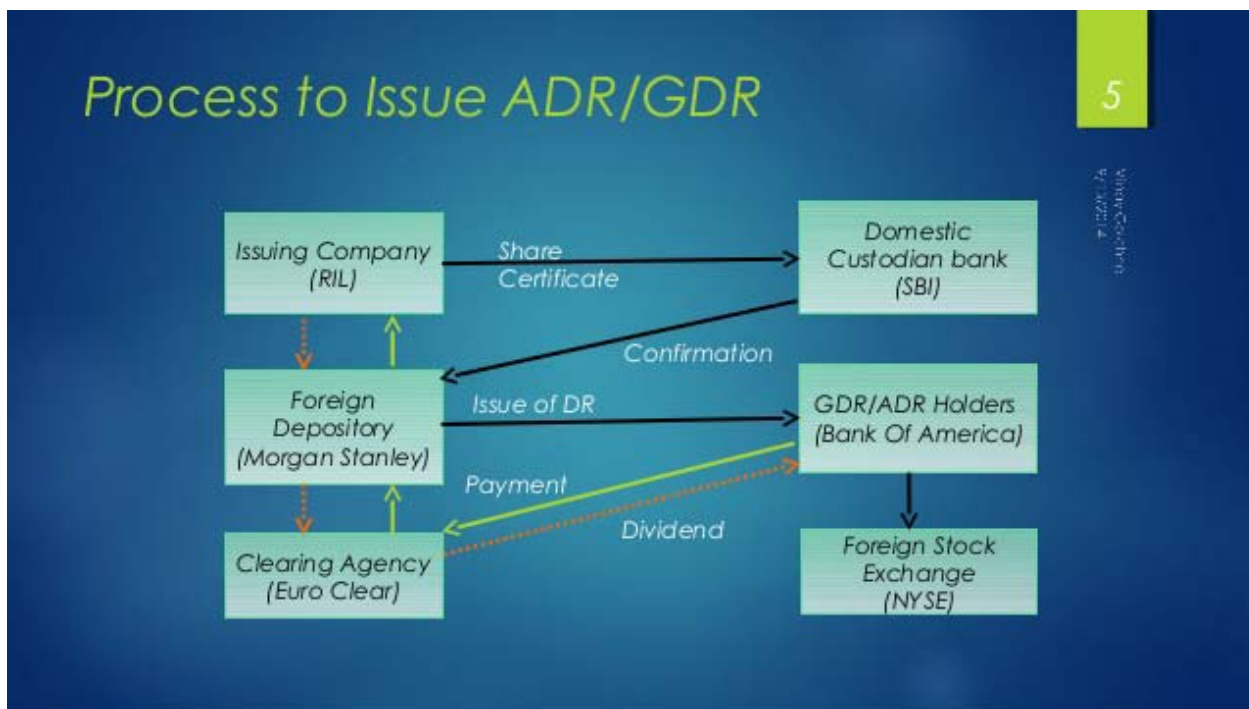 Process to Issue ADR/GDR
5
Issuing Company
(RIL)
Share
Certificate
Domestic
Custodian bank
(SBI)
Confirmation
Foreign
Depository
(Morgan Stanley)
Issue of DR
GDR/ADR Holders
(Bank Of America)
Payment
Dividend
Clearing Agency
(Euro Clear)
Foreign Stock
Exchange
(NYSE)